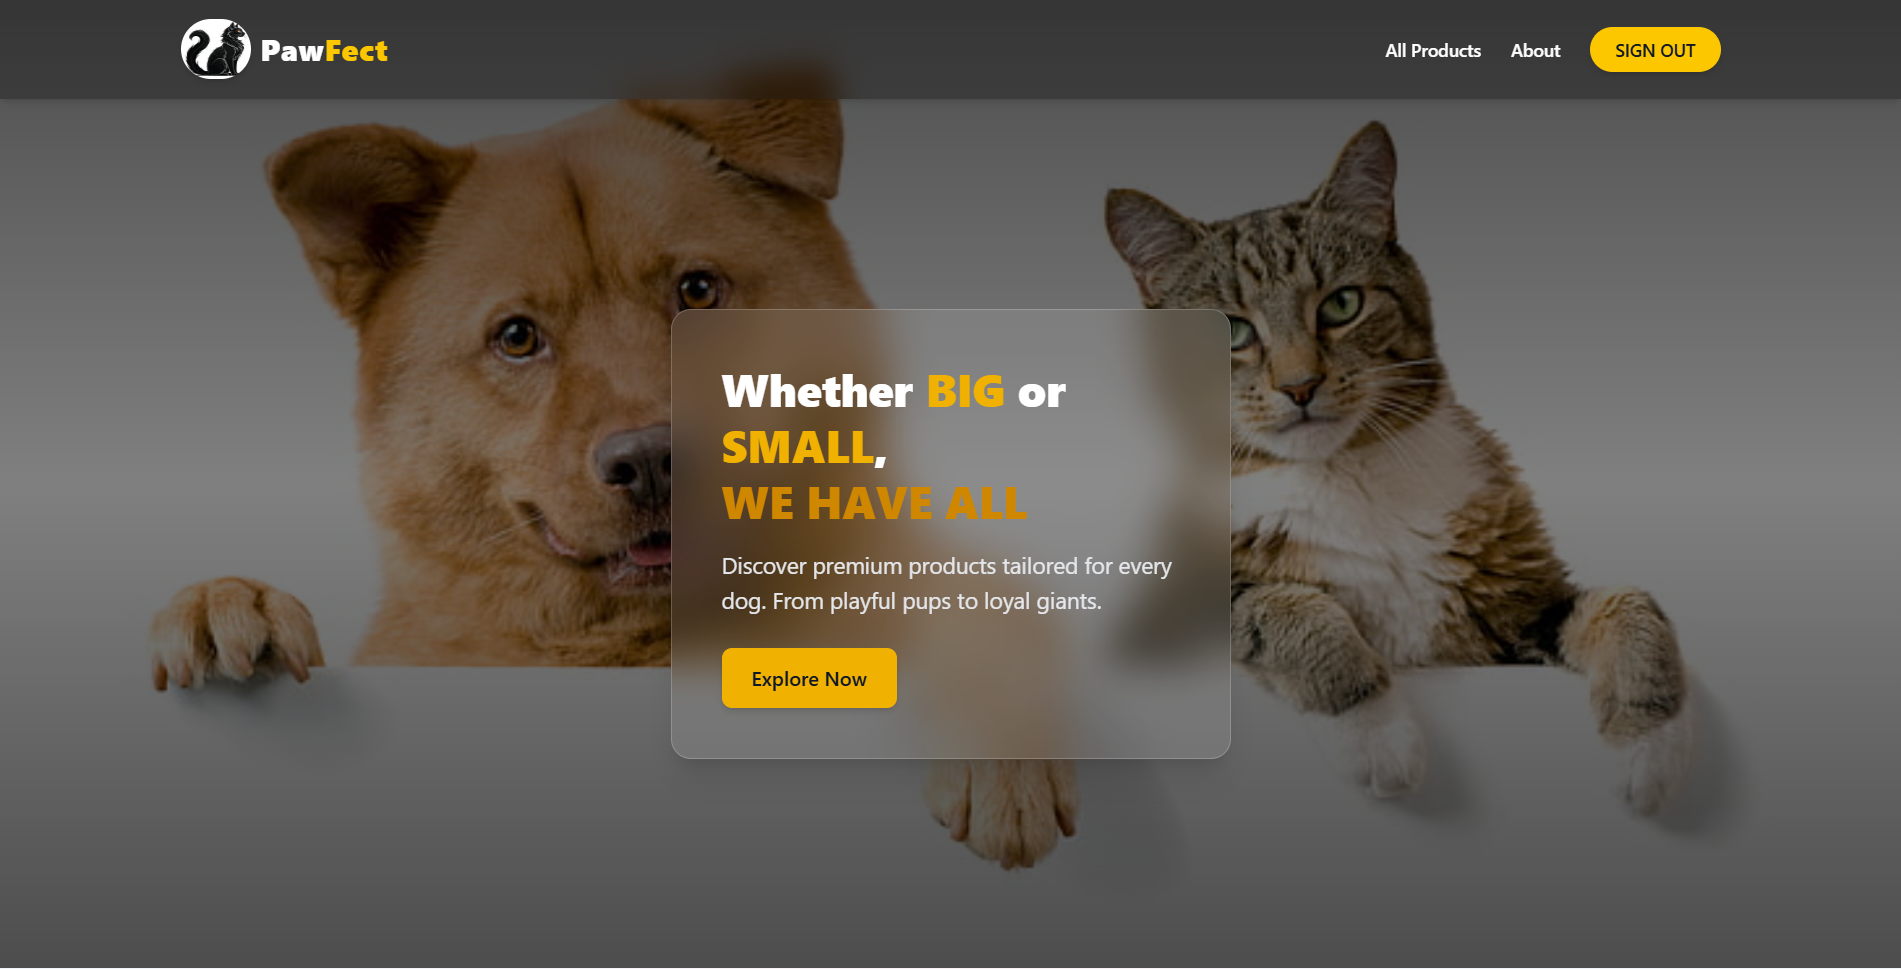 PawFect
All Products
About
SIGN OUT
Whether BIG or
SMALL,
WE HAVE ALL
Discover premium products tailored for every
dog. From playful pups to loyal giants.
Explore Now